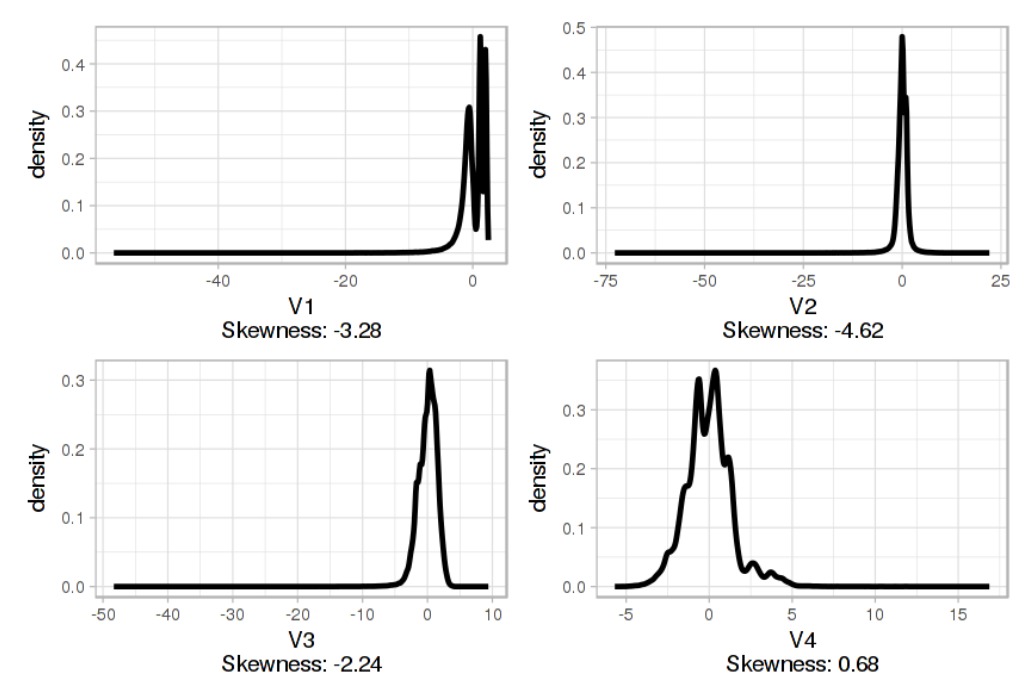 density
0.4
0.3
0.2
0.1
0.0
-40 -20 0
V1
Skewness: -3.28
density
0.5
0.4
0.3
0.2
0.1
0.0
-75 -50 -25 0 25
V2
Skewness: -4.62
density
0.3
0.2
0.1
0.0
-50 -40 -30 -20 -10 0 10
V3
Skewness: -2.24
density
0.3
0.2
0.1
0.0
-5 0 5 10 15
V4
Skewness: 0.68